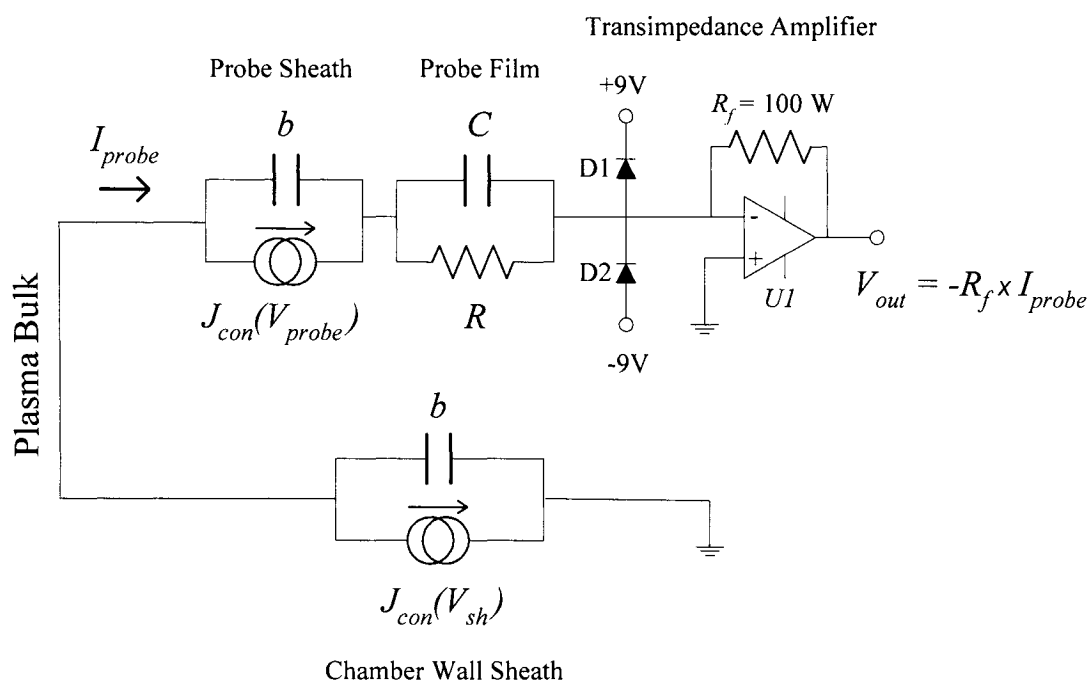 Transimpedance Amplifier
Probe Sheath
Probe Film
+9V
R_f = 100 W
b
C
I_probe
D1
-
+
D2
U1
V_out = -R_f x I_probe
J_con(V_probe)
R
-9V
Plasma Bulk
b
J_con(V_sh)
Chamber Wall Sheath